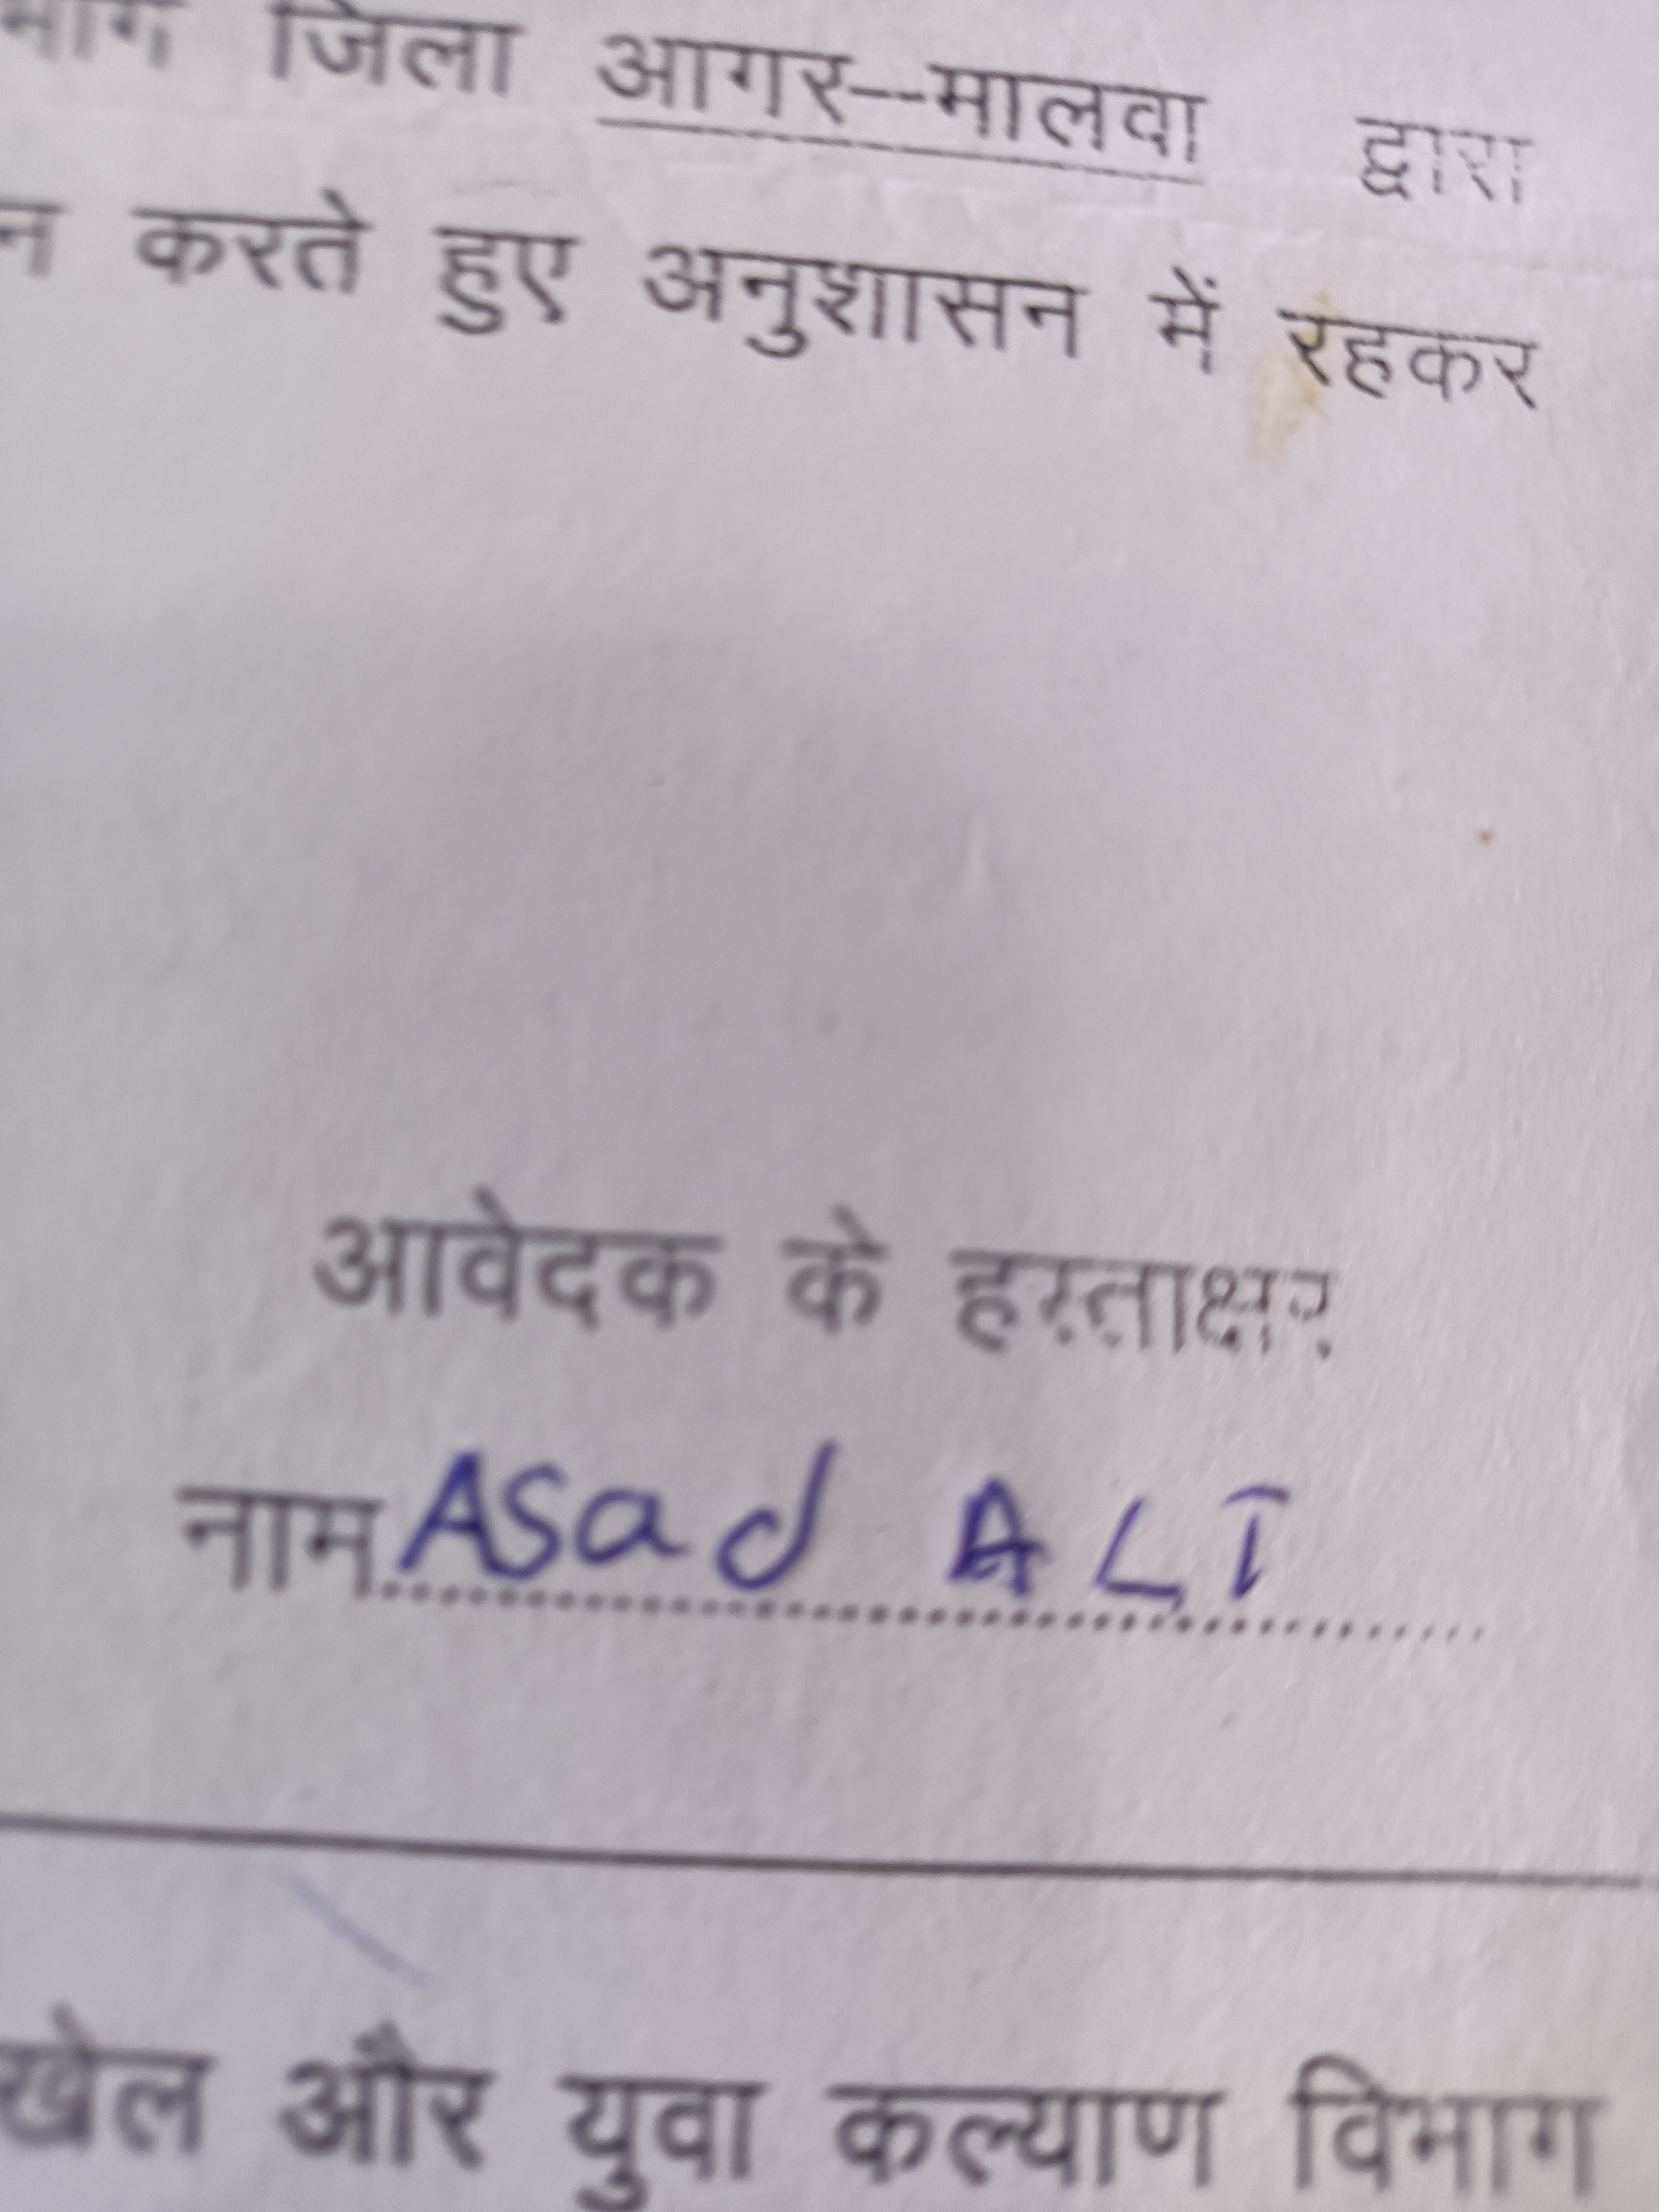 जिला आगर--मालवा द्वारा
न करते हुए अनुशासन में रहकर
आवेदक के हस्ताक्षर
नाम ASad ALI
खेल और युवा कल्याण विभाग